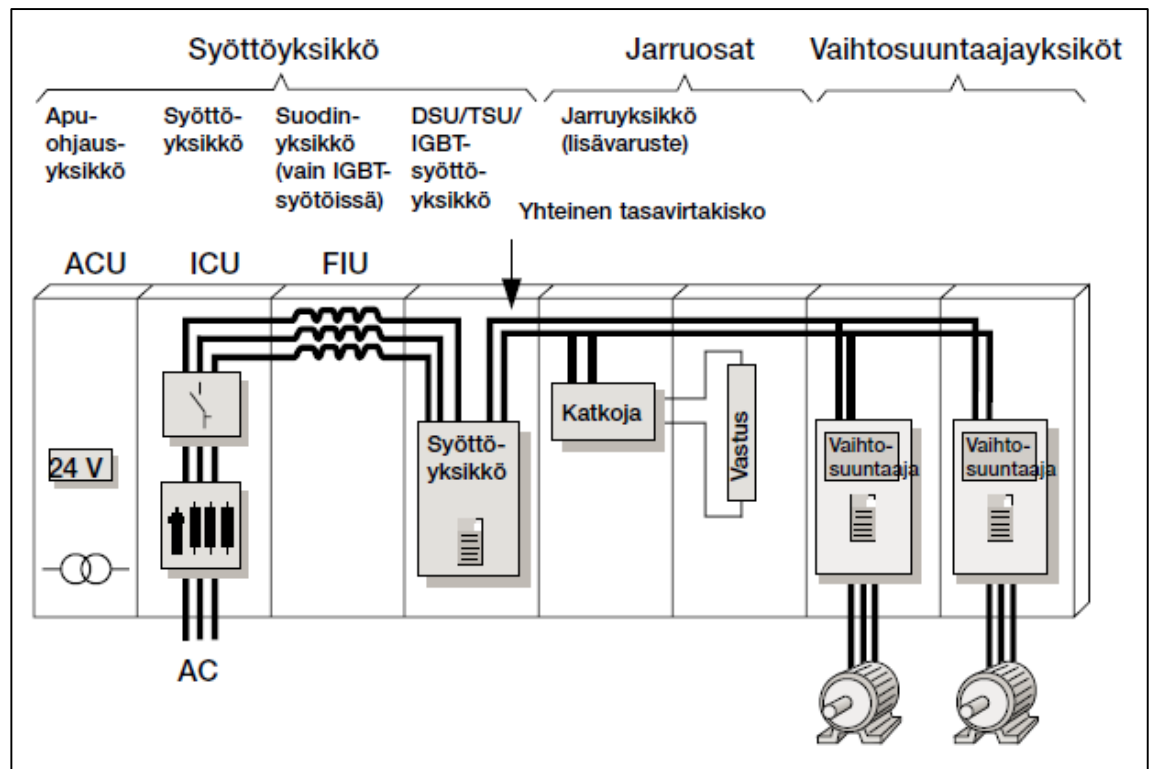 Syöttöyksikkö
Jarruosat
Vaihtosuuntaajayksiköt
Apu-
ohjaus-
yksikkö
Syöttö-
yksikkö
Suodin-
yksikkö
(vain IGBT-
syötöissä)
DSU/TSU/
IGBT-
syöttö-
yksikkö
Jarruyksikkö
(lisävaruste)
Yhteinen tasavirtakisko
ACU
ICU
FIU
24 V
Syöttö-
yksikkö
Katkoja
Vastus
Vaihto-
suuntaaja
Vaihto-
suuntaaja
AC